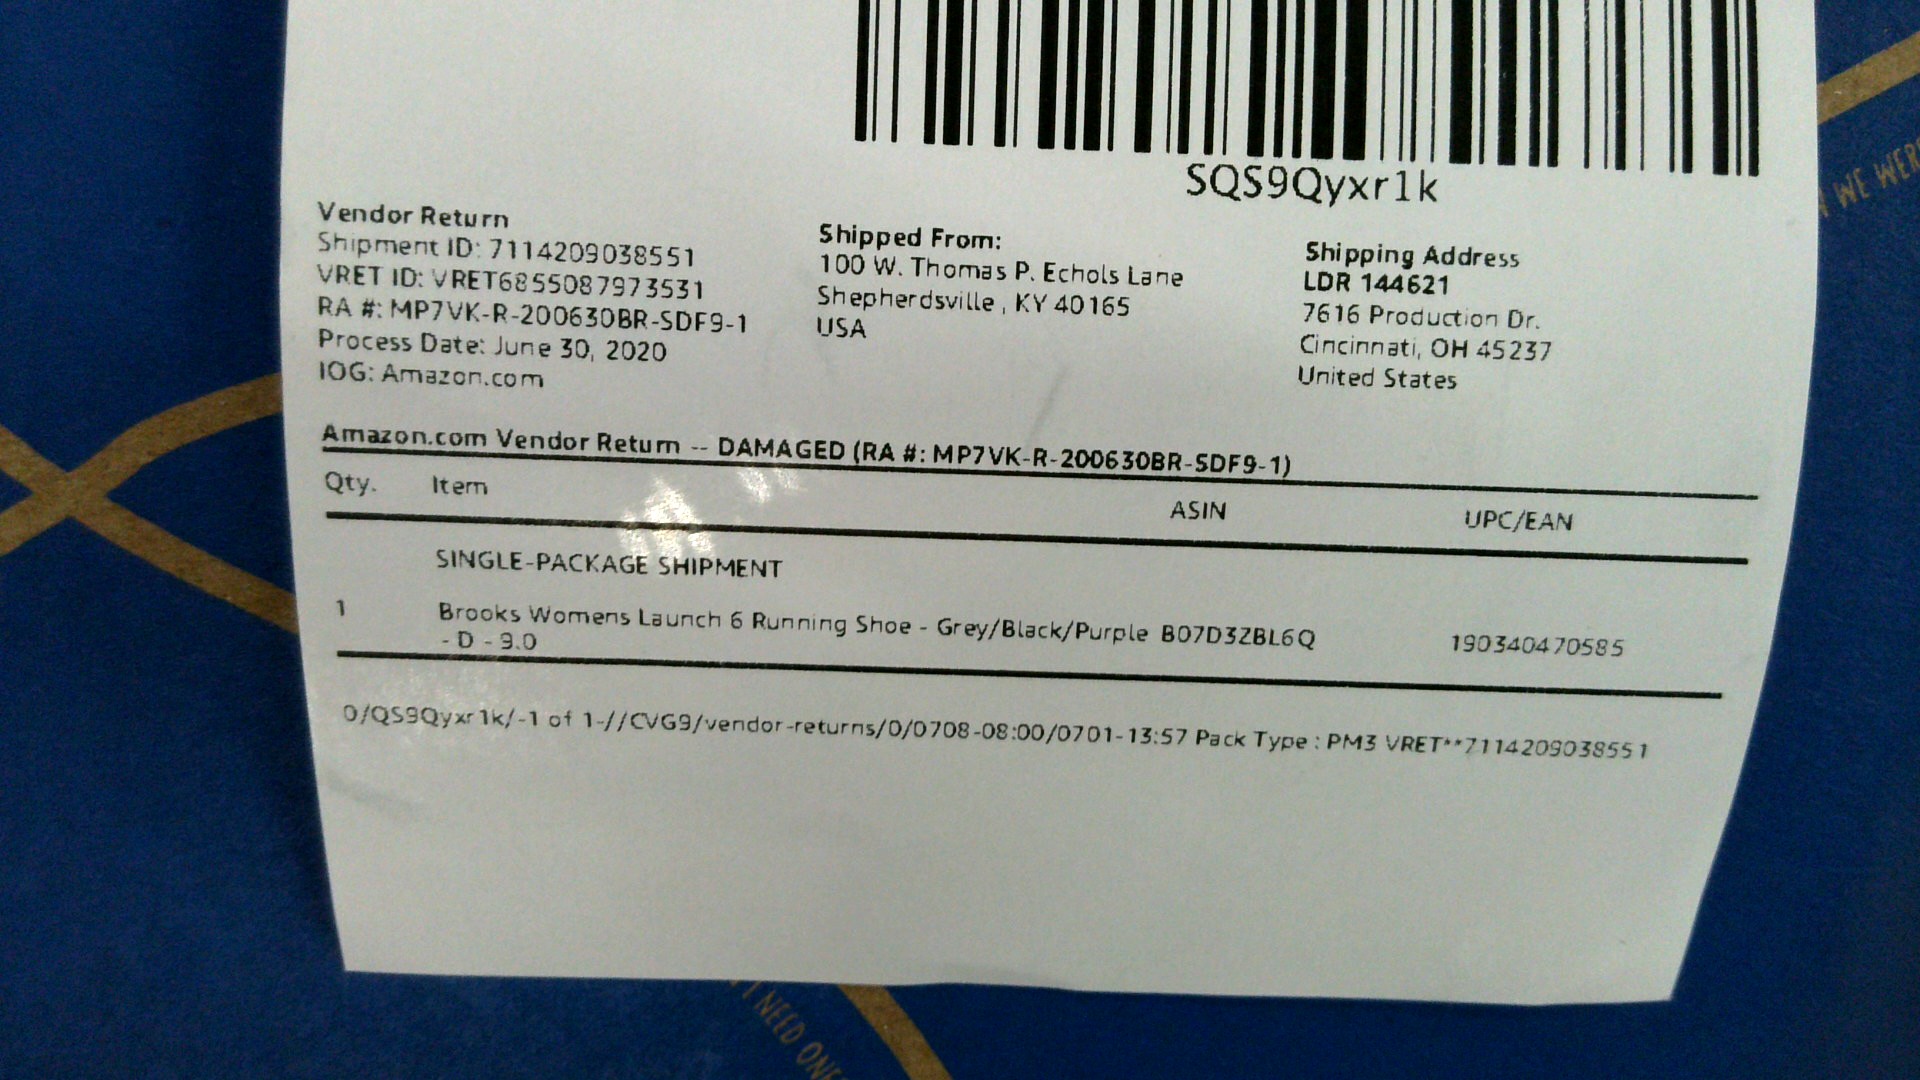 SQS9Qyxr1k
Vendor Return
Shipment ID: 7114209038551
VRET ID: VRET6855087973531
RA #: MP7VK-R-200630BR-SDF9-1
Process Date: June 30, 2020
IOG: Amazon.com
Shipped From:
100 W. Thomas P. Echols Lane
Shepherdsville , KY 40165
USA
Shipping Address
LDR 144621
7616 Production Dr.
Cincinnati, OH 45237
United States
Amazon.com Vendor Return -- DAMAGED (RA #: MP7VK-R-200630BR-SDF9-1)
Qty. Item ASIN UPC/EAN
SINGLE-PACKAGE SHIPMENT
1 Brooks Womens Launch 6 Running Shoe - Grey/Black/Purple B07D3ZBL6Q 190340470585
- D - 9.0
0/QS9Qyxr1k/-1 of 1-//CVG9/vendor-returns/0/0708-08:00/0701-13:57 Pack Type : PM3 VRET**7114209038551
WE WER
I NEED ONE